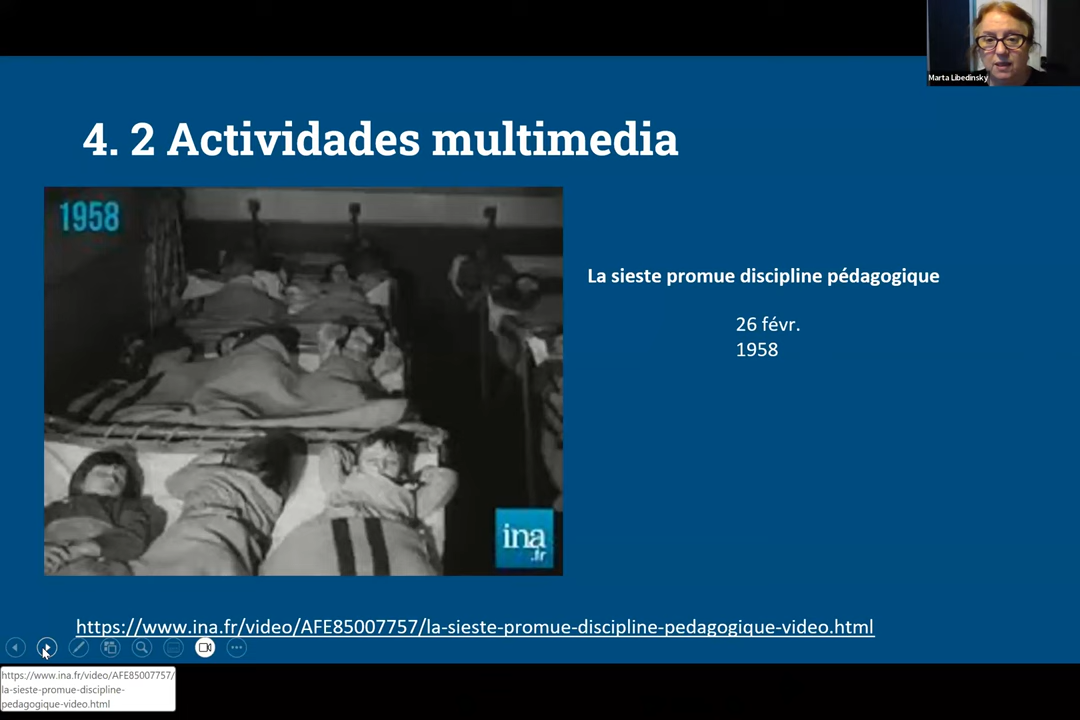 Marta Libedinsky
4. 2 Actividades multimedia
1958
La sieste promue discipline pédagogique
26 févr.
1958
ina
.fr
https://www.ina.fr/video/AFE85007757/la-sieste-promue-discipline-pedagogique-video.html
https://www.ina.fr/video/AFE85007757/
la-sieste-promue-discipline-
pedagogique-video.html